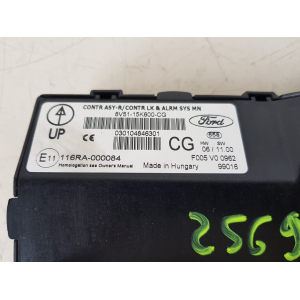 CONTR ASY-R/CONTR LK & ALRM SYS MN
8V51-15K600-CG
Ford
030104846301
UP
CE
CG
HW SW
06 / 11.00
E11 116RA-000084
Homologation see Owner's Manual
Made in Hungary
F005 V0 0962
99016
2569